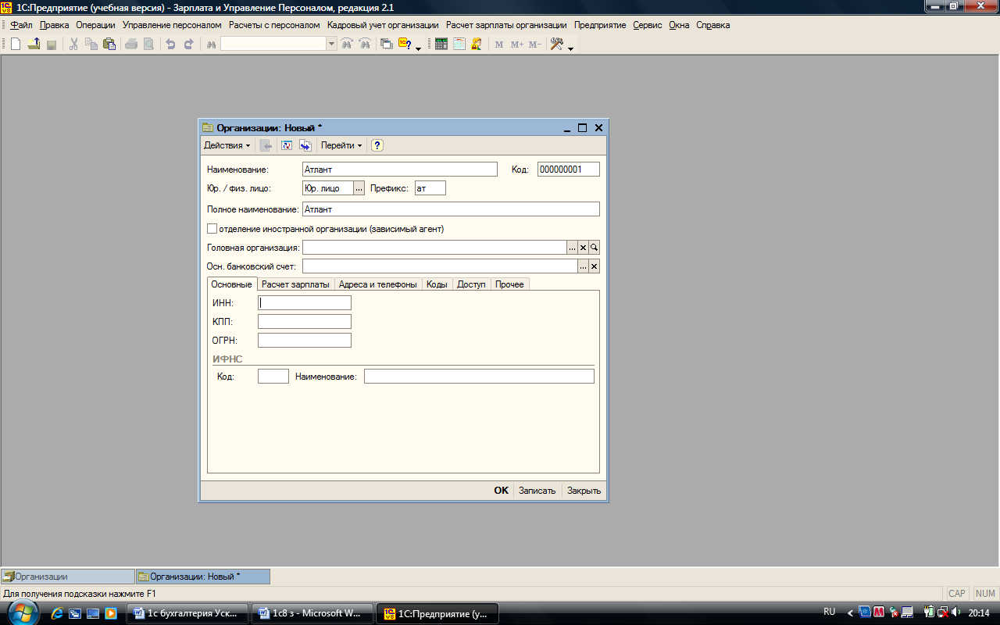 1С:Предприятие (учебная версия) - Зарплата и Управление Персоналом, редакция 2.1
Файл Правка Операции Управление персоналом Расчеты с персоналом Кадровый учет организации Расчет зарплаты организации Предприятие Сервис Окна Справка
M M+ M-
Организации: Новый *
Действия Перейти ?
Наименование: Атлант Код: 000000001
Юр. / физ. лицо: Юр. лицо ... Префикс: ат
Полное наименование: Атлант
отделение иностранной организации (зависимый агент)
Головная организация: ...
Осн. банковский счет: ...
Основные Расчет зарплаты Адреса и телефоны Коды Доступ Прочее
ИНН:
КПП:
ОГРН:
ИФНС
Код: Наименование:
OK Записать Закрыть
Организации Организации: Новый *
Для получения подсказки нажмите F1 CAP NUM
1с бухгалтерия Уск... 1с8 з - Microsoft W... 1С:Предприятие (у... RU 20:14